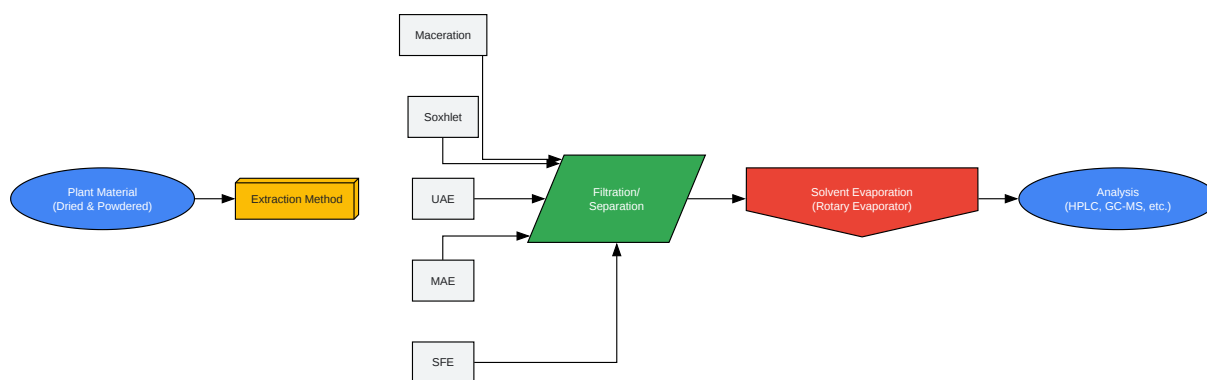 Plant Material
(Dried & Powdered)
Extraction Method
Maceration
Soxhlet
UAE
MAE
SFE
Filtration/
Separation
Solvent Evaporation
(Rotary Evaporator)
Analysis
(HPLC, GC-MS, etc.)